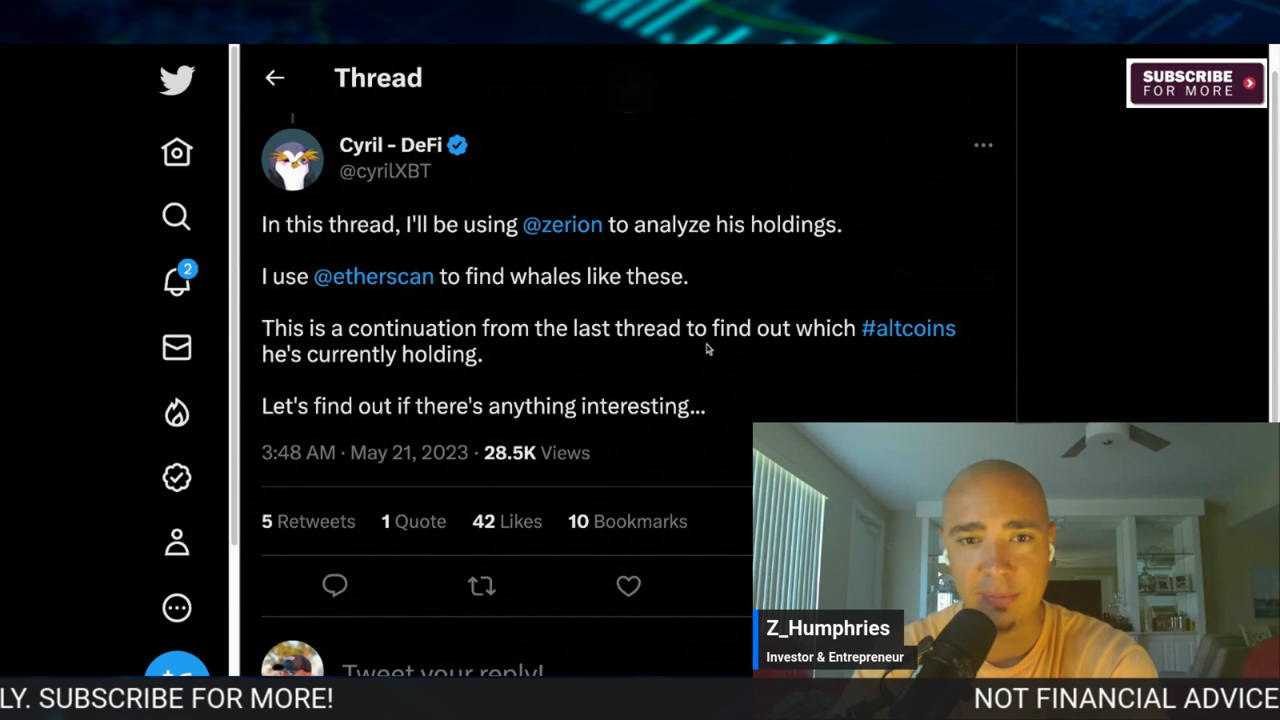 Thread
SUBSCRIBE
FOR MORE
Cyril - DeFi
@cyrilXBT
In this thread, I'll be using @zerion to analyze his holdings.
2
I use @etherscan to find whales like these.
This is a continuation from the last thread to find out which #altcoins
he's currently holding.
Let's find out if there's anything interesting...
3:48 AM · May 21, 2023 · 28.5K Views
5 Retweets 1 Quote 42 Likes 10 Bookmarks
Z_Humphries
Investor & Entrepreneur
Tweet your reply!
LY. SUBSCRIBE FOR MORE!
NOT FINANCIAL ADVICE